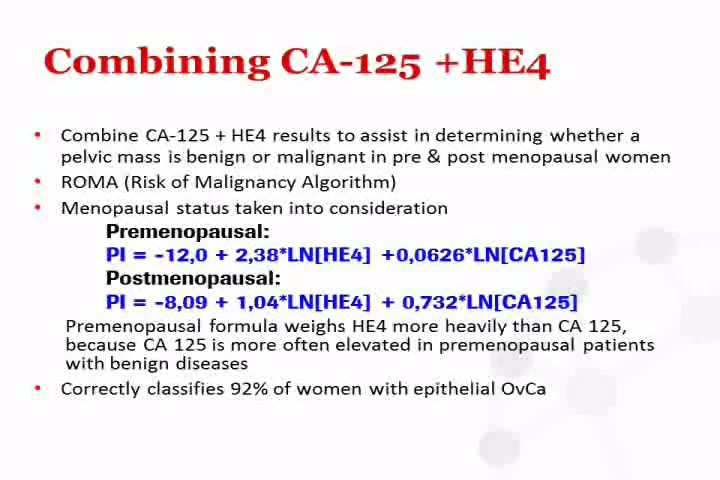 Combining CA-125 +HE4
• Combine CA-125 + HE4 results to assist in determining whether a
pelvic mass is benign or malignant in pre & post menopausal women
• ROMA (Risk of Malignancy Algorithm)
• Menopausal status taken into consideration
Premenopausal:
PI = -12,0 + 2,38*LN[HE4] +0,0626*LN[CA125]
Postmenopausal:
PI = -8,09 + 1,04*LN[HE4] + 0,732*LN[CA125]
Premenopausal formula weighs HE4 more heavily than CA 125,
because CA 125 is more often elevated in premenopausal patients
with benign diseases
• Correctly classifies 92% of women with epithelial OvCa